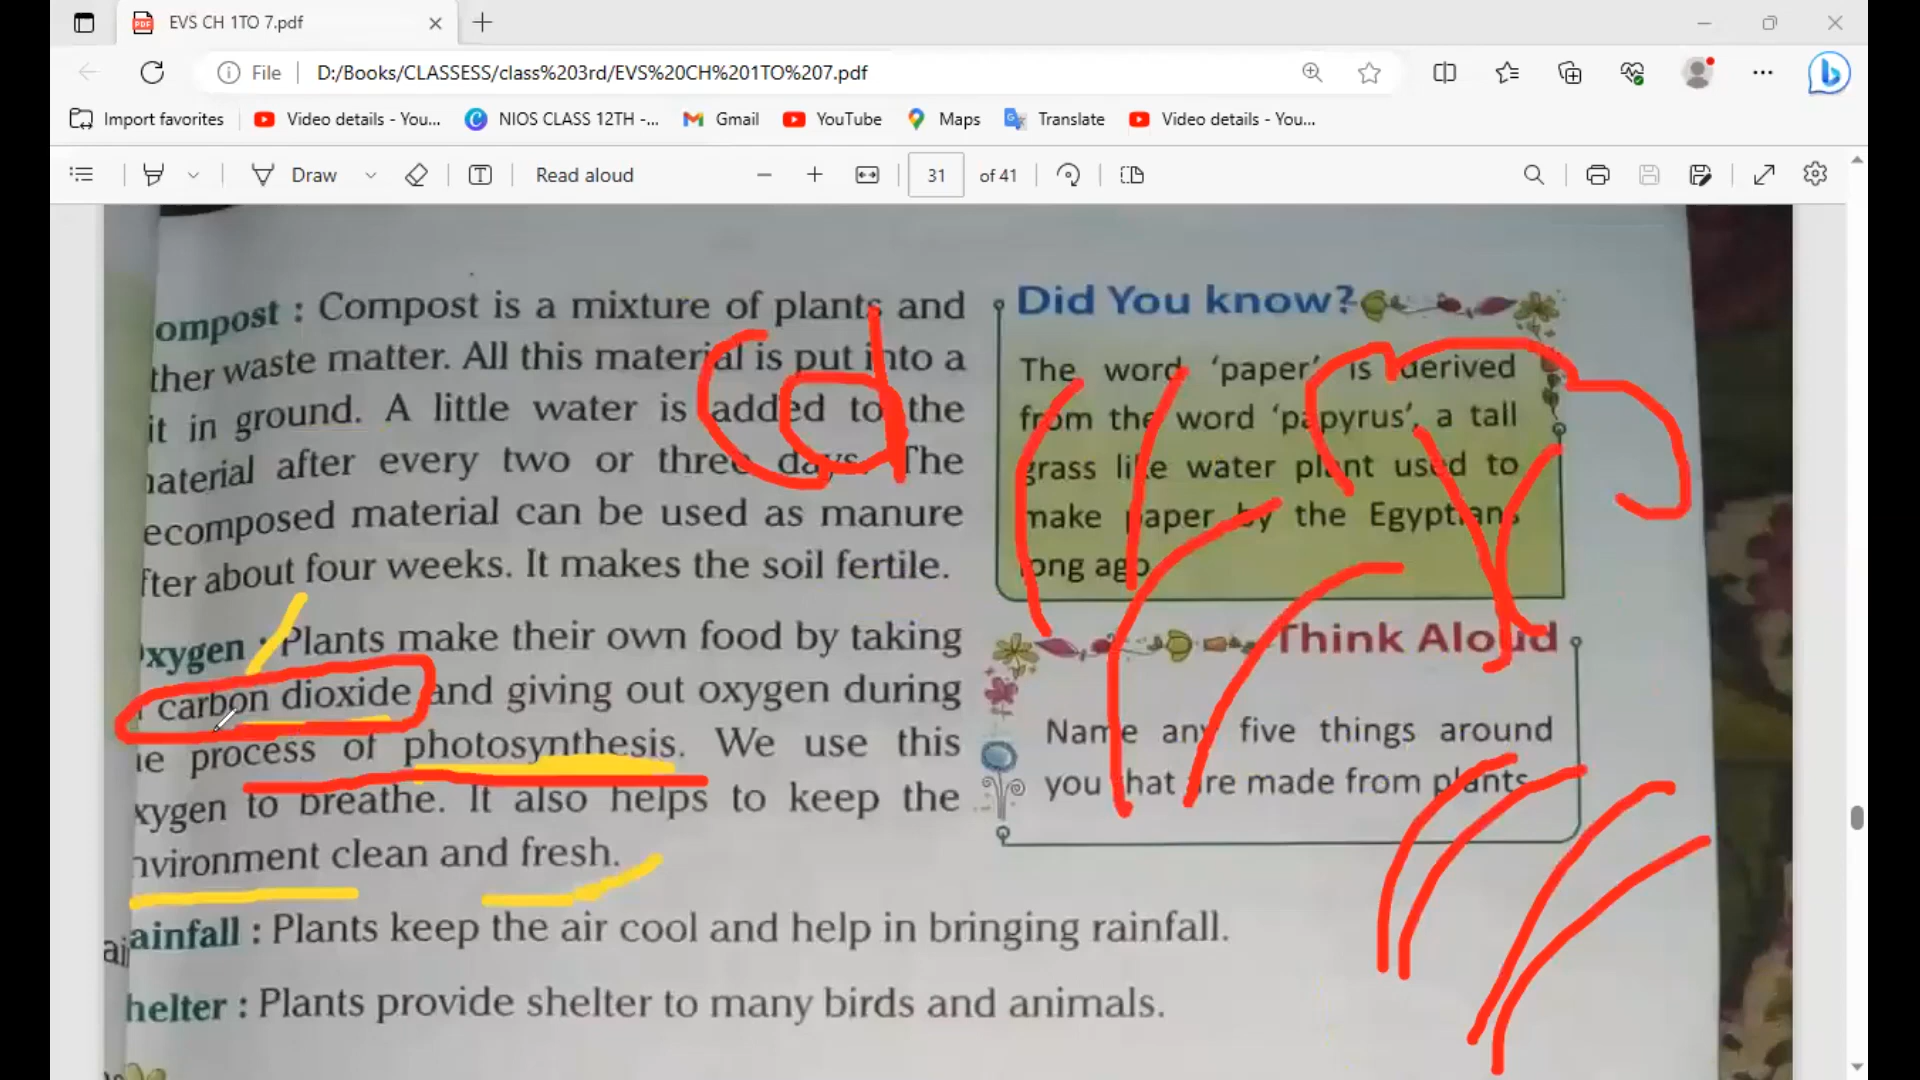 EVS CH 1TO 7.pdf
File D:/Books/CLASSESS/class%203rd/EVS%20CH%201TO%207.pdf
Import favorites Video details - You... NIOS CLASS 12TH -... Gmail YouTube Maps Translate Video details - You...
Draw Read aloud 31 of 41
ompost : Compost is a mixture of plants and
ther waste matter. All this material is put into a
it in ground. A little water is added to the
naterial after every two or three days. The
ecomposed material can be used as manure
fter about four weeks. It makes the soil fertile.
xygen : Plants make their own food by taking
carbon dioxide and giving out oxygen during
he process of photosynthesis. We use this
xygen to breathe. It also helps to keep the
nvironment clean and fresh.
ainfall : Plants keep the air cool and help in bringing rainfall.
helter : Plants provide shelter to many birds and animals.
Did You know?
The word 'paper' is derived
from the word 'papyrus', a tall
grass like water plant used to
make paper by the Egyptians
long ago.
Think Aloud
Name any five things around
you that are made from plants.